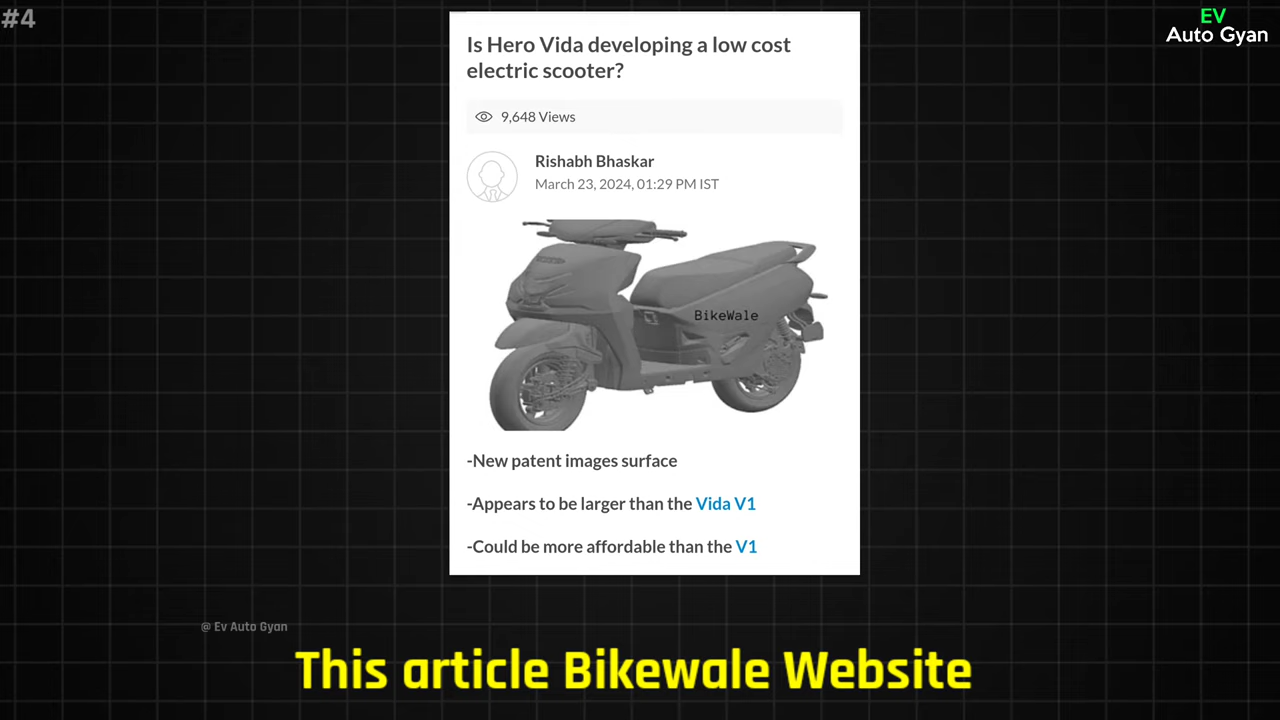 #4
EV
Auto Gyan
Is Hero Vida developing a low cost
electric scooter?
9,648 Views
Rishabh Bhaskar
March 23, 2024, 01:29 PM IST
BikeWale
-New patent images surface
-Appears to be larger than the Vida V1
-Could be more affordable than the V1
@ Ev Auto Gyan
This article Bikewale Website